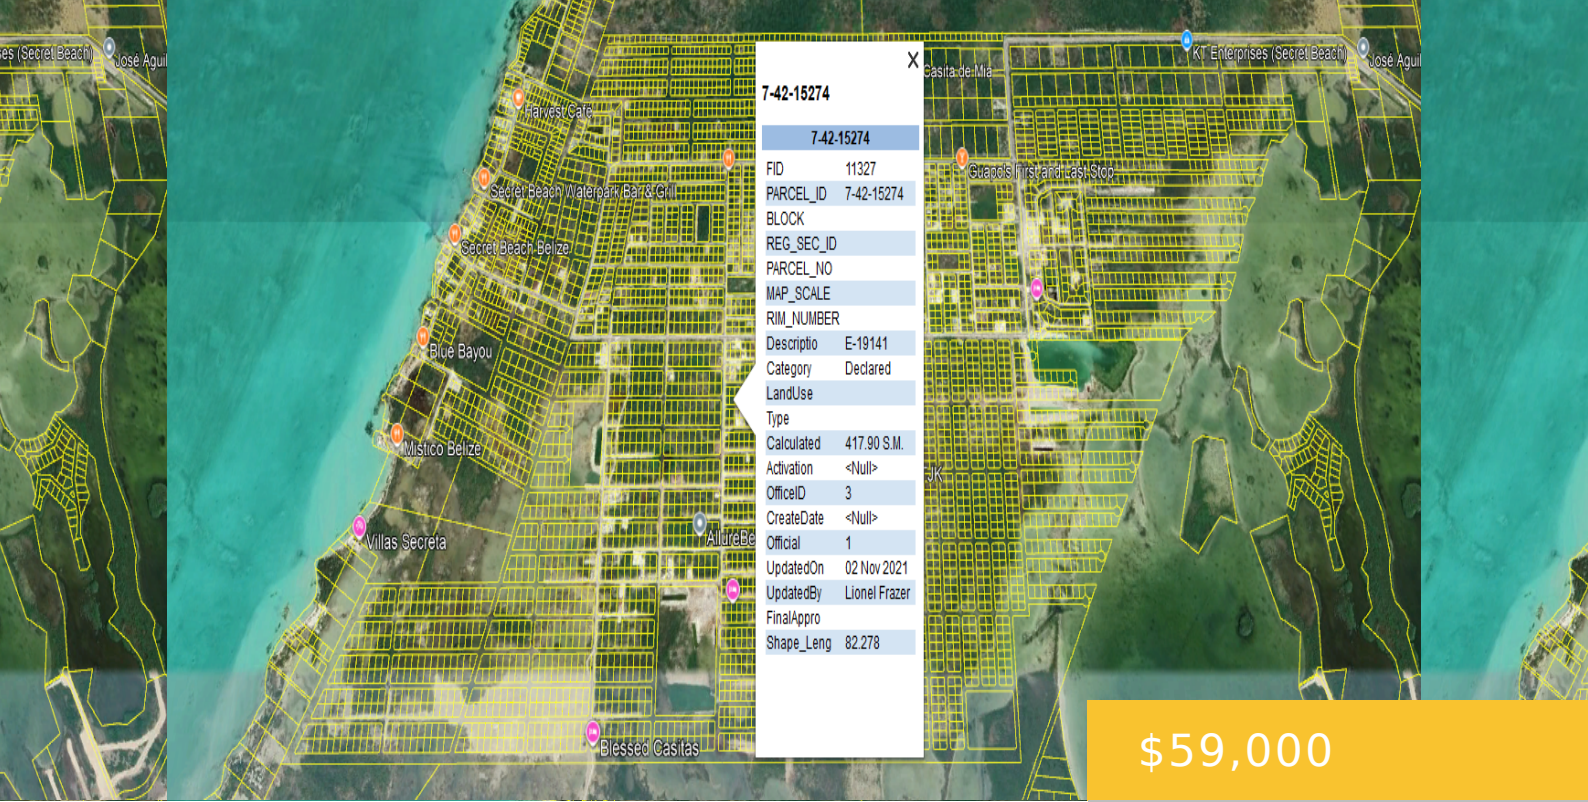 ses (Secret Beach)
José Aguil
KT Enterprises (Secret Beach)
José Aguil
Casita de Mia
Harvest Café
Guapo's First and Last Stop
Secret Beach Waterpark Bar & Grill
Secret Beach Belize
Blue Bayou
Mistico Belize
JK
Villas Secreta
AllureBe
Blessed Casitas
X
7-42-15274
7-42-15274
FID 11327
PARCEL_ID 7-42-15274
BLOCK
REG_SEC_ID
PARCEL_NO
MAP_SCALE
RIM_NUMBER
Descriptio E-19141
Category Declared
LandUse
Type
Calculated 417.90 S.M.
Activation <Null>
OfficeID 3
CreateDate <Null>
Official 1
UpdatedOn 02 Nov 2021
UpdatedBy Lionel Frazer
FinalAppro
Shape_Leng 82.278
$59,000